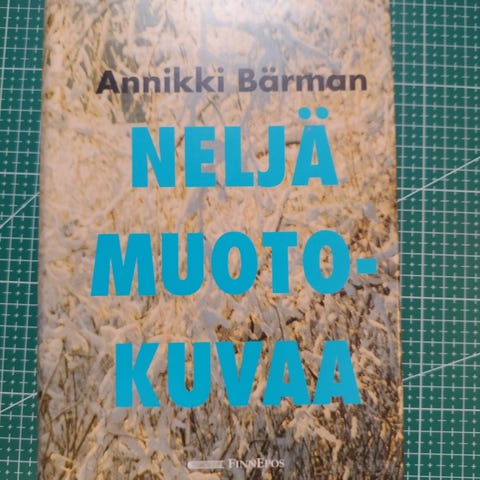 Annikki Bärman
NELJÄ
MUOTO-
KUVAA
FINNEPOS